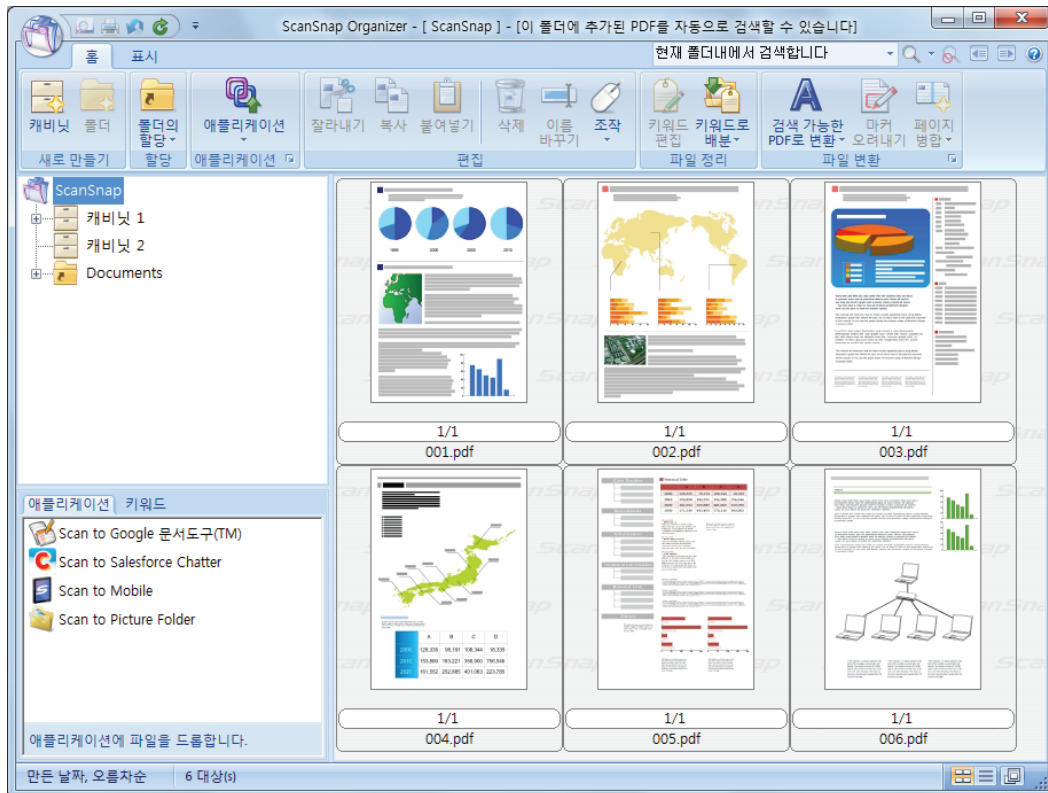 ScanSnap Organizer - [ ScanSnap ] - [이 폴더에 추가된 PDF를 자동으로 검색할 수 있습니다]
홈 표시
현재 폴더내에서 검색합니다
캐비닛 폴더
새로 만들기
폴더의 할당
할당
애플리케이션
애플리케이션
잘라내기 복사 붙여넣기 삭제 이름 바꾸기 조작
편집
키워드 편집 키워드로 배분
파일 정리
검색 가능한 PDF로 변환 마커 오려내기 페이지 병합
파일 변환
ScanSnap
캐비닛 1
캐비닛 2
Documents
애플리케이션 키워드
Scan to Google 문서도구(TM)
Scan to Salesforce Chatter
Scan to Mobile
Scan to Picture Folder
애플리케이션에 파일을 드롭합니다.
1/1
001.pdf
1/1
002.pdf
1/1
003.pdf
A B C D
1/1
004.pdf
1/1
005.pdf
1/1
006.pdf
만든 날짜, 오름차순 6 대상(s)